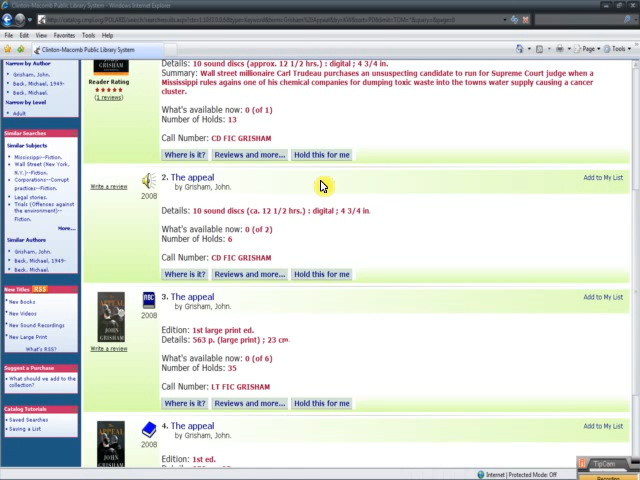 Clinton-Macomb Public Library System - Windows Internet Explorer
File Edit View Favorites Tools Help
Clinton-Macomb Public Library System
Page Tools
Narrow by Author
Grisham, John.
Beck, Michael, 1949-
Beck, Michael.
Narrow by Level
Adult
Similar Searches
Similar Subjects
Mississippi--Fiction.
Wall Street (New York, N.Y.)--Fiction.
Corporations--Corrupt practices--Fiction.
Legal stories.
Trials (Offenses against the environment)--Fiction.
More...
Similar Authors
Grisham, John.
Beck, Michael, 1949-
Beck, Michael.
New Titles RSS
New Books
New Videos
New Sound Recordings
New Large Print
What's RSS?
Suggest a Purchase
What should we add to the collection?
Catalog Tutorials
Saved Searches
Saving a List
Reader Rating
(1 reviews)
Details: 10 sound discs (approx. 12 1/2 hrs.) : digital ; 4 3/4 in.
Summary: Wall street millionaire Carl Trudeau purchases an unsuspecting candidate to run for Supreme Court judge when a
Mississippi rules agains one of his chemical companies for dumping toxic waste into the towns water supply causing a cancer
cluster.
What's available now: 0 (of 1)
Number of Holds: 13
Call Number: CD FIC GRISHAM
Where is it? Reviews and more... Hold this for me
2. The appeal Add to My List
by Grisham, John.
Write a review
2008
Details: 10 sound discs (ca. 12 1/2 hrs.) : digital ; 4 3/4 in.
What's available now: 0 (of 2)
Number of Holds: 6
Call Number: CD FIC GRISHAM
Where is it? Reviews and more... Hold this for me
3. The appeal Add to My List
by Grisham, John.
ABC
2008
JOHN
GRISHAM
Write a review
Edition: 1st large print ed.
Details: 563 p. (large print) ; 23 cm.
What's available now: 0 (of 6)
Number of Holds: 35
Call Number: LT FIC GRISHAM
Where is it? Reviews and more... Hold this for me
4. The appeal Add to My List
by Grisham, John.
2008
JOHN
Edition: 1st ed.
Internet | Protected Mode: Off
TipCam
Recording